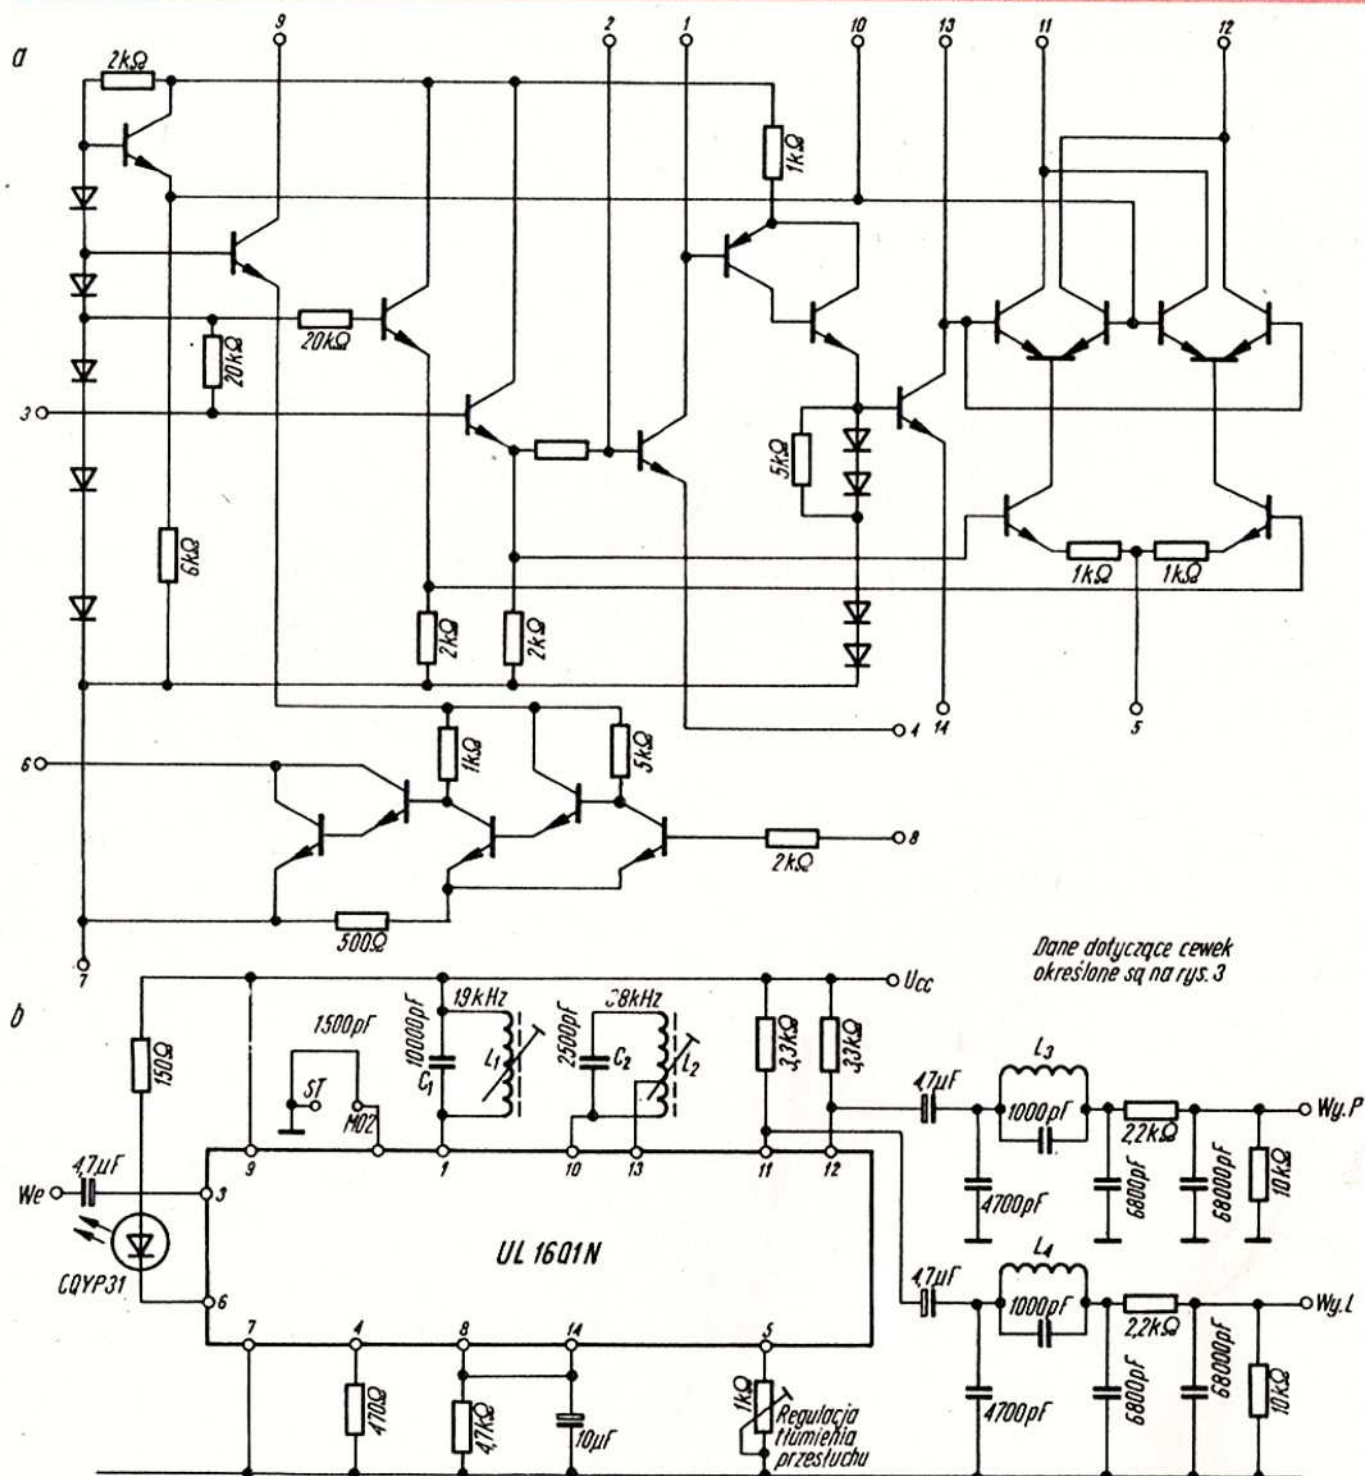 a
9
2
1
10
13
11
12
2kΩ
1kΩ
20kΩ
20kΩ
3
5kΩ
6kΩ
1kΩ
1kΩ
2kΩ
2kΩ
14
5
4
6
1kΩ
5kΩ
8
2kΩ
500Ω
7
Dane dotyczące cewek
określone są na rys. 3
b
Ucc
19kHz
38kHz
1500pF
10000pF
C1
L1
2500pF
C2
L2
3,3kΩ
3,3kΩ
150Ω
ST
MO2
4,7μF
L3
1000pF
2,2kΩ
Wy.P
4700pF
6800pF
68000pF
10kΩ
9
1
10
13
11
12
4,7μF
We
3
UL 1601N
CQYP31
6
L4
4,7μF
1000pF
2,2kΩ
Wy.L
7
4
8
14
5
4700pF
6800pF
68000pF
10kΩ
470Ω
4,7kΩ
10μF
1kΩ
Regulacja
tłumienia
przesłuchu